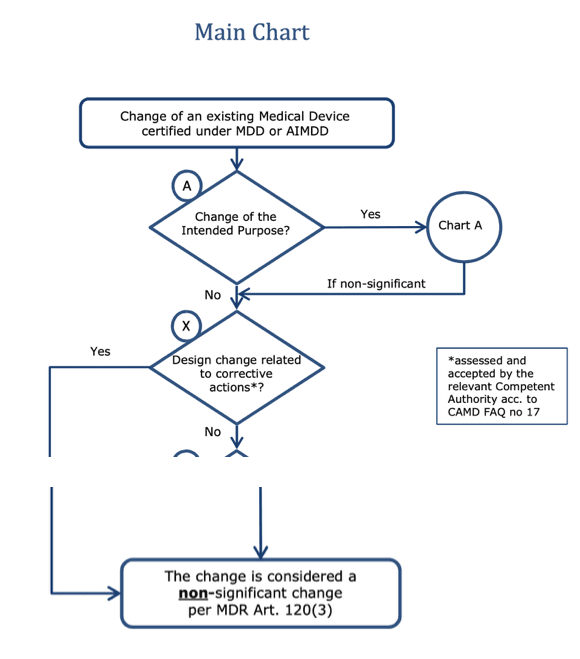 Main Chart
Change of an existing Medical Device
certified under MDD or AIMDD
A
Change of the
Intended Purpose?
Yes
Chart A
If non-significant
No
X
Design change related
to corrective
actions*?
Yes
*assessed and
accepted by the
relevant Competent
Authority acc. to
CAMD FAQ no 17
No
The change is considered a
non-significant change
per MDR Art. 120(3)